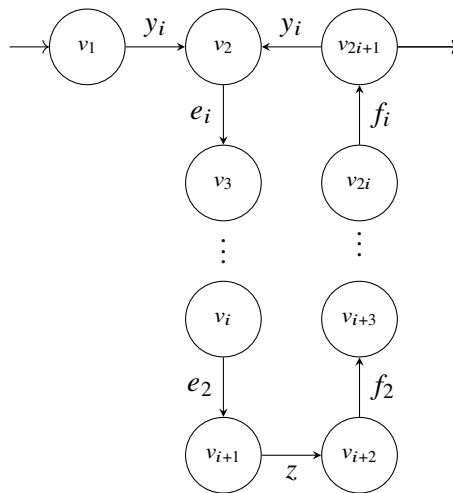 v₁ yᵢ v₂ yᵢ v₂ᵢ₊₁
eᵢ fᵢ
v₃ v₂ᵢ
⋮ ⋮
vᵢ vᵢ₊₃
e₂ f₂
vᵢ₊₁ z vᵢ₊₂